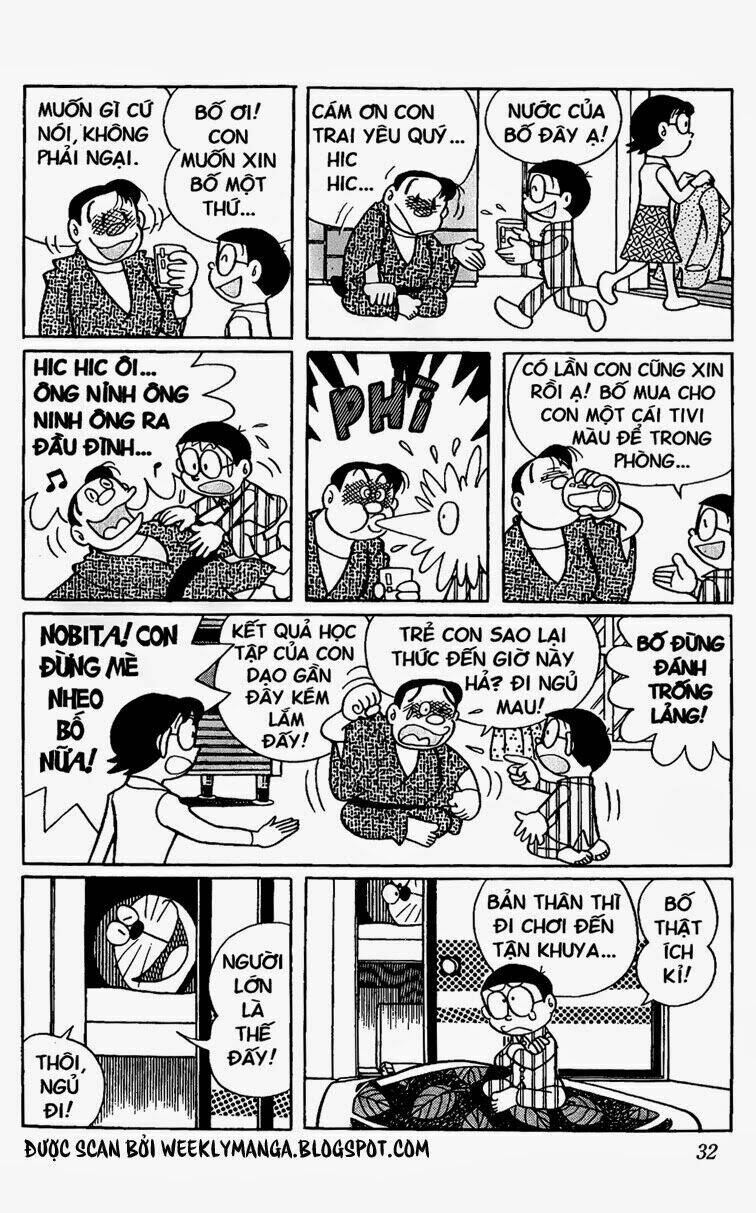 NƯỚC CỦA
BỐ ĐÂY Ạ!
CÁM ƠN CON
TRAI YÊU QUÝ...
HIC
HIC...
BỐ ƠI!
CON
MUỐN XIN
BỐ MỘT
THỨ...
MUỐN GÌ CỨ
NÓI, KHÔNG
PHẢI NGẠI.
CÓ LẦN CON CŨNG XIN
RỒI Ạ! BỐ MUA CHO
CON MỘT CÁI TIVI
MÀU ĐỂ TRONG
PHÒNG...
PHÌ
HIC HIC ÔI...
ÔNG NỈNH ÔNG
NINH ÔNG RA
ĐẦU ĐÌNH...
BỐ ĐỪNG
ĐÁNH
TRỐNG
LẢNG!
TRẺ CON SAO LẠI
THỨC ĐẾN GIỜ NÀY
HẢ? ĐI NGỦ
MAU!
KẾT QUẢ HỌC
TẬP CỦA CON
DẠO GẦN
ĐÂY KÉM
LẮM
ĐẤY!
NOBITA! CON
ĐỪNG MÈ
NHEO
BỐ
NỮA!
BỐ
THẬT
ÍCH
KỈ!
BẢN THÂN THÌ
ĐI CHƠI ĐẾN
TẬN KHUYA...
NGƯỜI
LỚN
LÀ
THẾ
ĐẤY!
THÔI,
NGỦ
ĐI!
ĐƯỢC SCAN BỞI WEEKLYMANGA.BLOGSPOT.COM
32